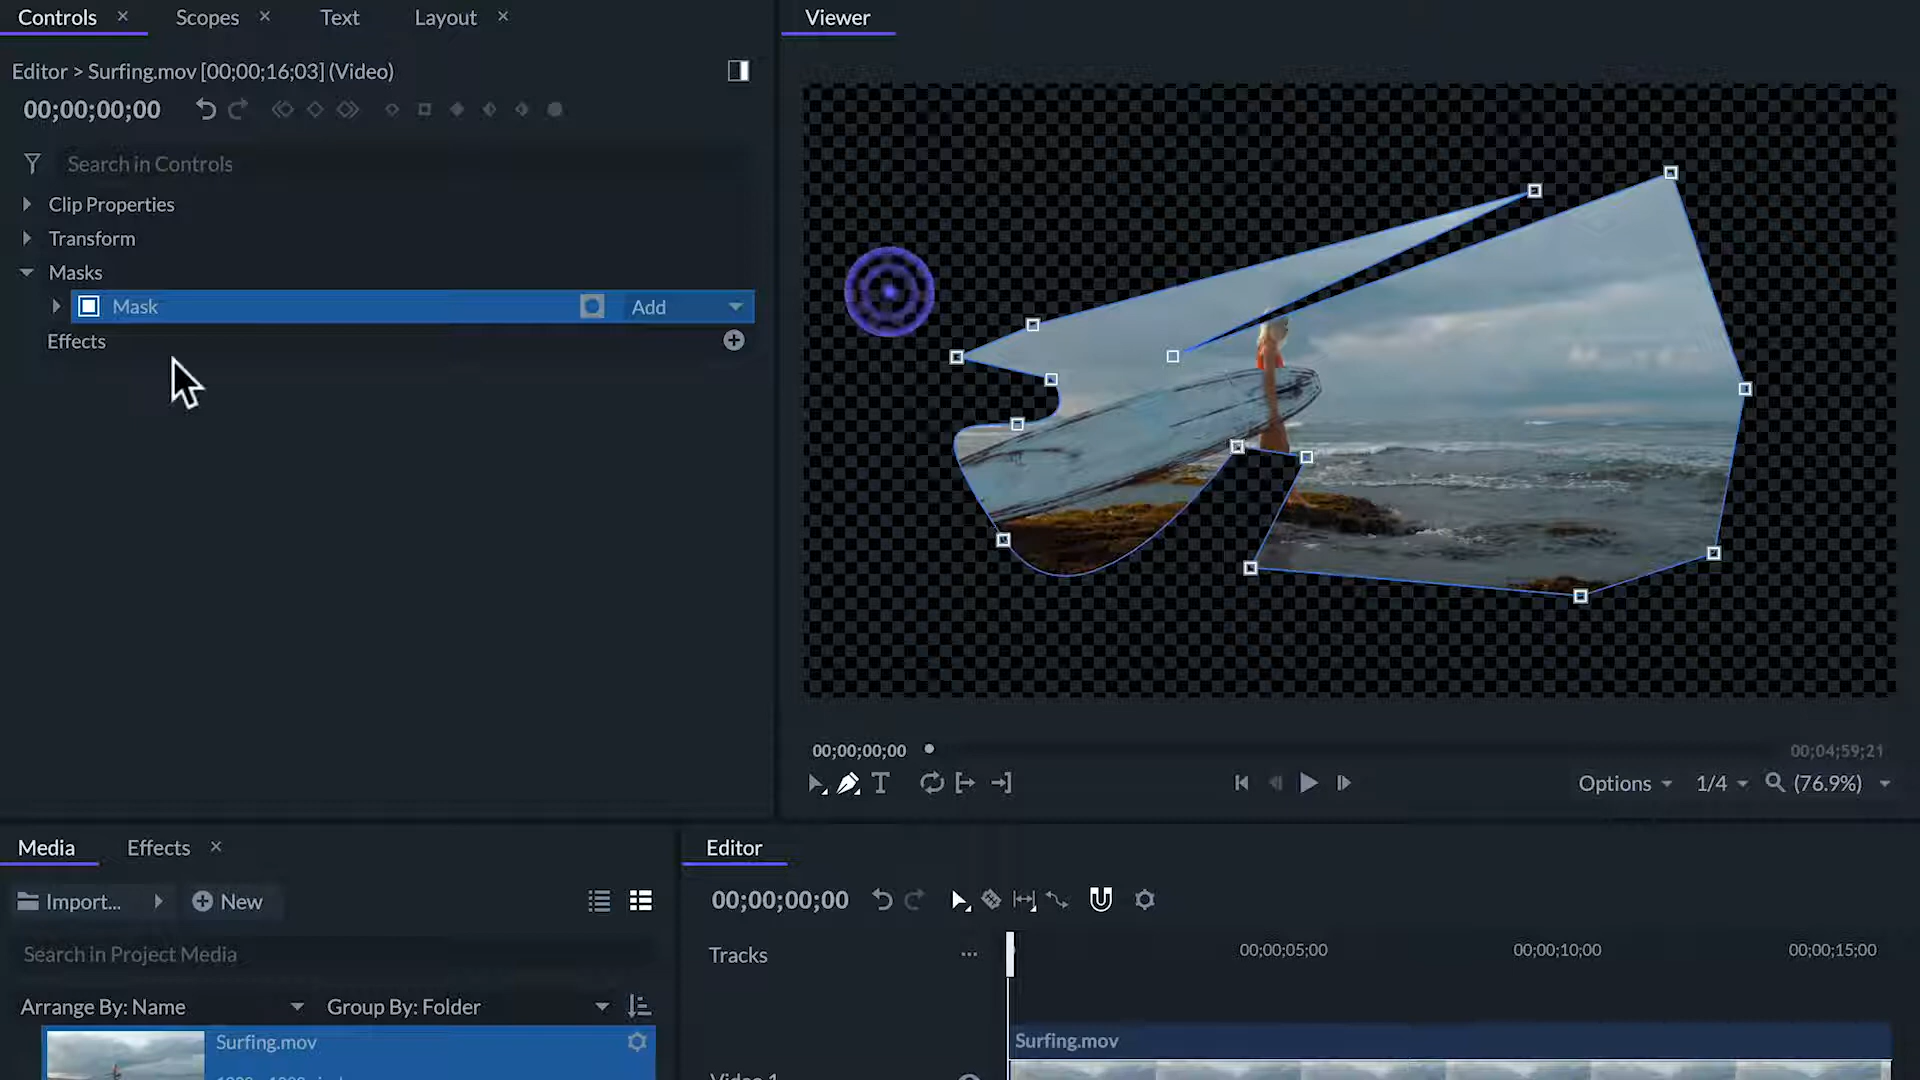 Controls × Scopes × Text Layout ×
Viewer
Editor > Surfing.mov [00;00;16;03] (Video)
00;00;00;00
Search in Controls
Clip Properties
Transform
Masks
Mask Add
Effects
00;00;00;00 00;04;59;21
T Options 1/4 (76.9%)
Media Effects ×
Import... New
Search in Project Media
Arrange By: Name Group By: Folder
Surfing.mov
Editor
00;00;00;00
Tracks ... 00;00;05;00 00;00;10;00 00;00;15;00
Surfing.mov
Video 1